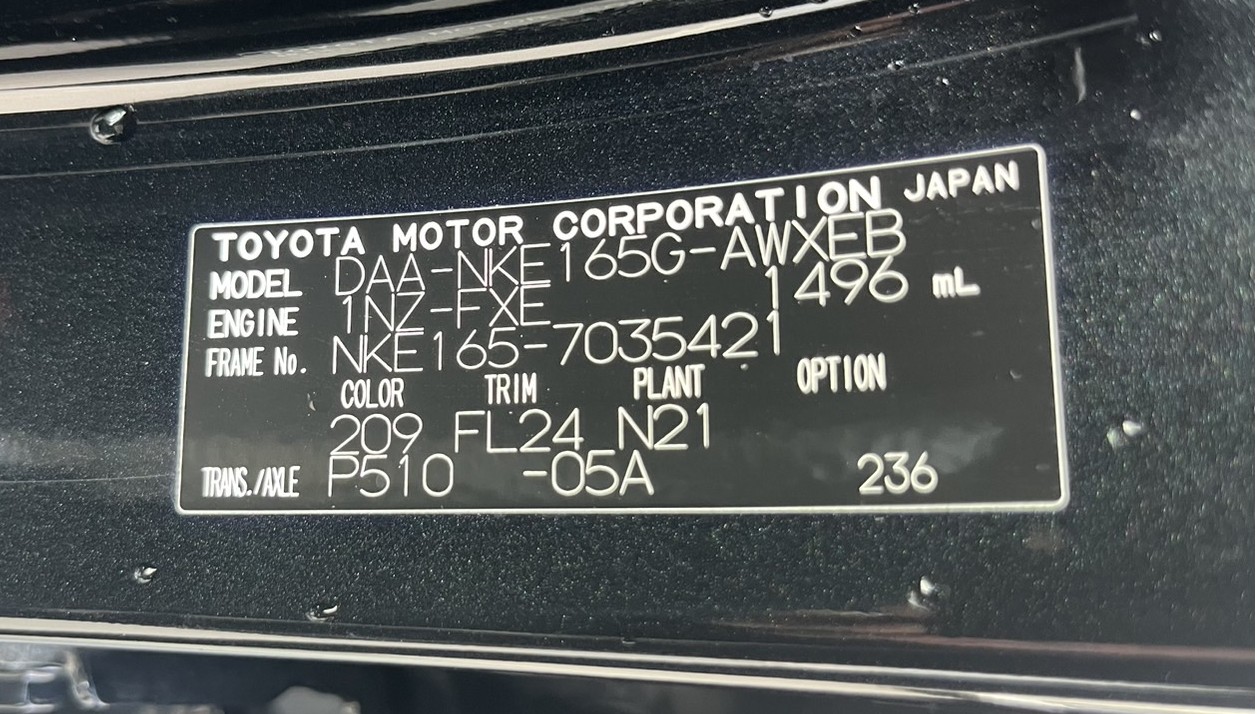 TOYOTA MOTOR CORPORATION JAPAN
MODEL DAA-NKE165G-AWXEB
ENGINE 1NZ-FXE 1496 mL
FRAME No. NKE165-7035421
COLOR TRIM PLANT OPTION
209 FL24 N21
TRANS./AXLE P510 -05A 236